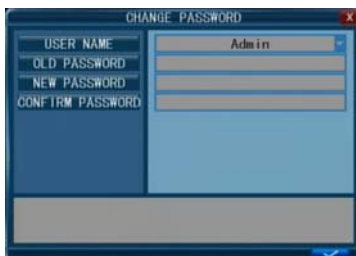 CHANGE PASSWORD X
USER NAME Admin
OLD PASSWORD
NEW PASSWORD
CONFIRM PASSWORD